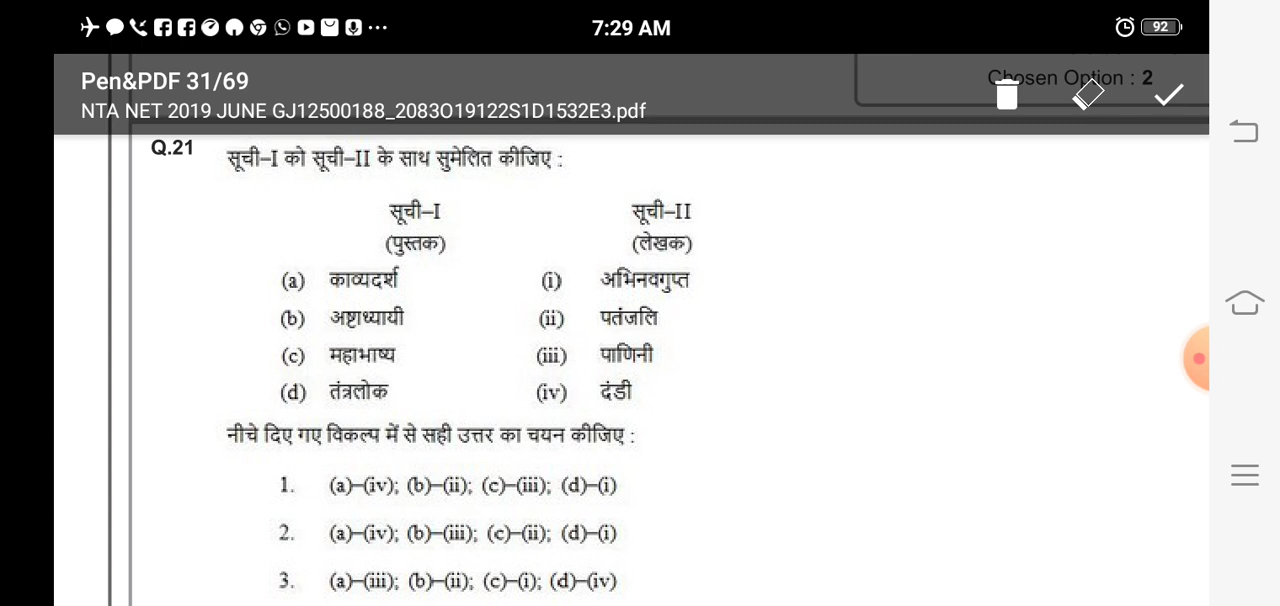 7:29 AM
92
Pen&PDF 31/69
Chosen Option : 2
NTA NET 2019 JUNE GJ12500188_2083O19122S1D1532E3.pdf
Q.21 सूची–I को सूची–II के साथ सुमेलित कीजिए :
सूची–I सूची–II
(पुस्तक) (लेखक)
(a) काव्यदर्श (i) अभिनवगुप्त
(b) अष्टाध्यायी (ii) पतंजलि
(c) महाभाष्य (iii) पाणिनी
(d) तंत्रलोक (iv) दंडी
नीचे दिए गए विकल्प में से सही उत्तर का चयन कीजिए :
1. (a)–(iv); (b)–(ii); (c)–(iii); (d)–(i)
2. (a)–(iv); (b)–(iii); (c)–(ii); (d)–(i)
3. (a)–(iii); (b)–(ii); (c)–(i); (d)–(iv)